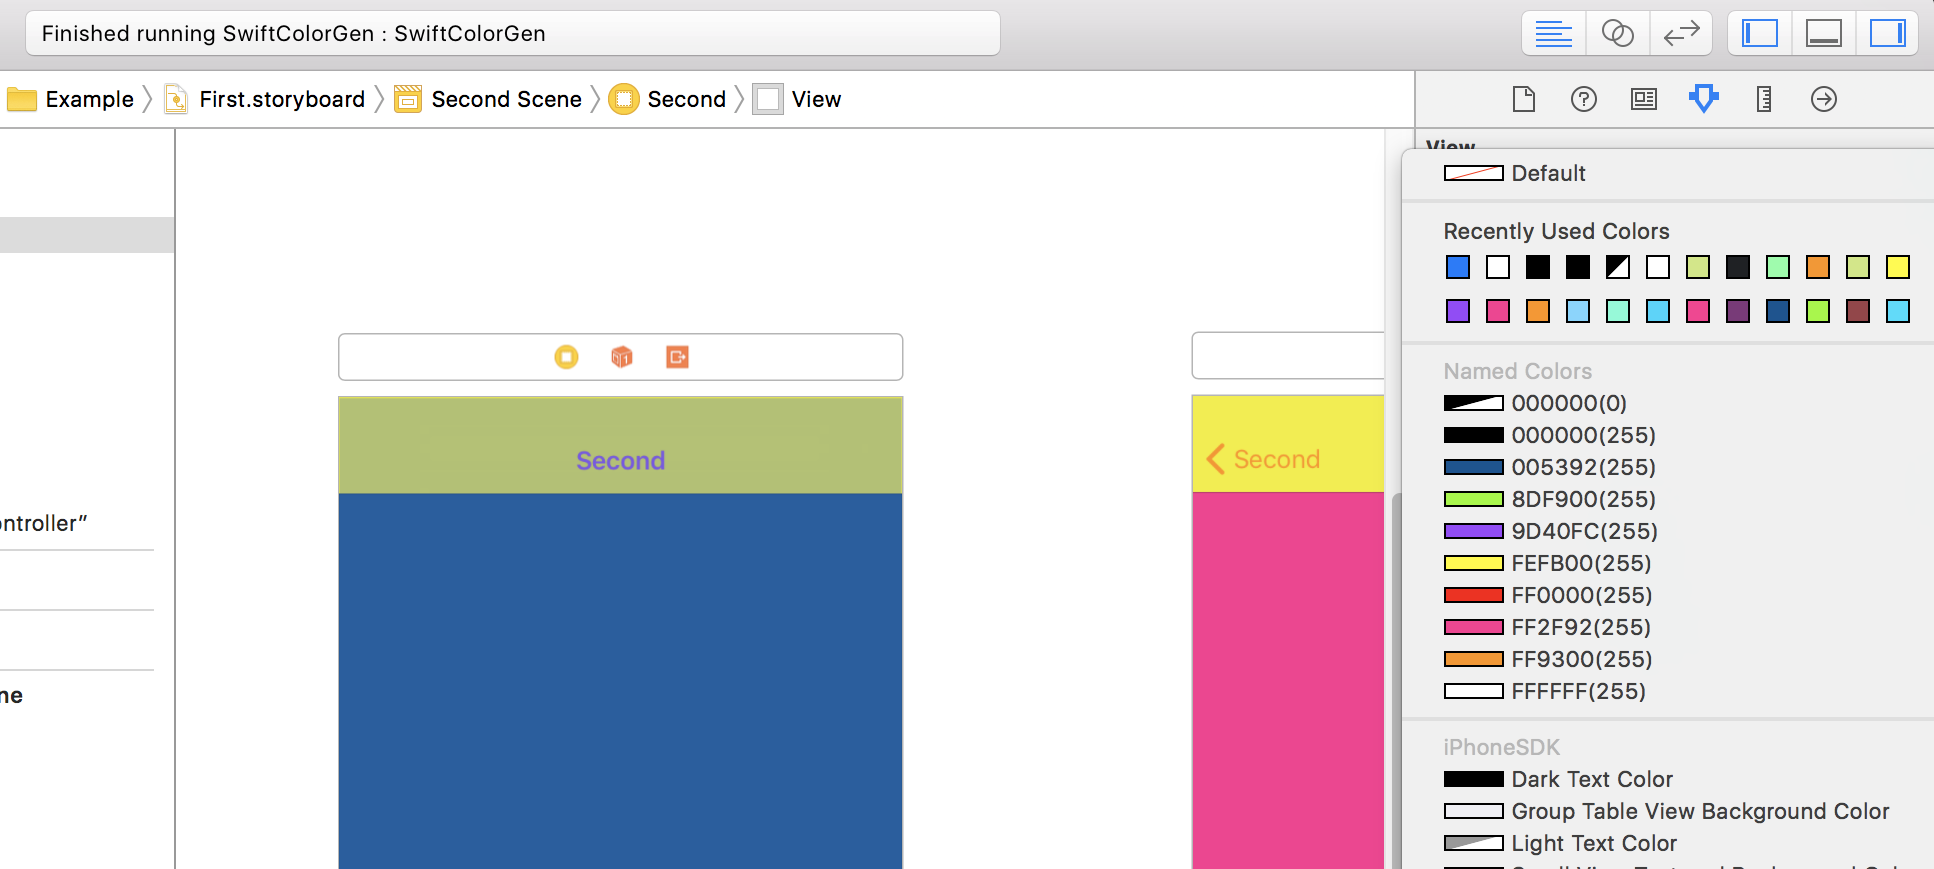 Finished running SwiftColorGen : SwiftColorGen
Example First.storyboard Second Scene Second View
View
Default
Recently Used Colors
Named Colors
000000(0)
000000(255)
005392(255)
8DF900(255)
9D40FC(255)
FEFB00(255)
FF0000(255)
FF2F92(255)
FF9300(255)
FFFFFF(255)
iPhoneSDK
Dark Text Color
Group Table View Background Color
Light Text Color
Second
Second
ontroller”
ne